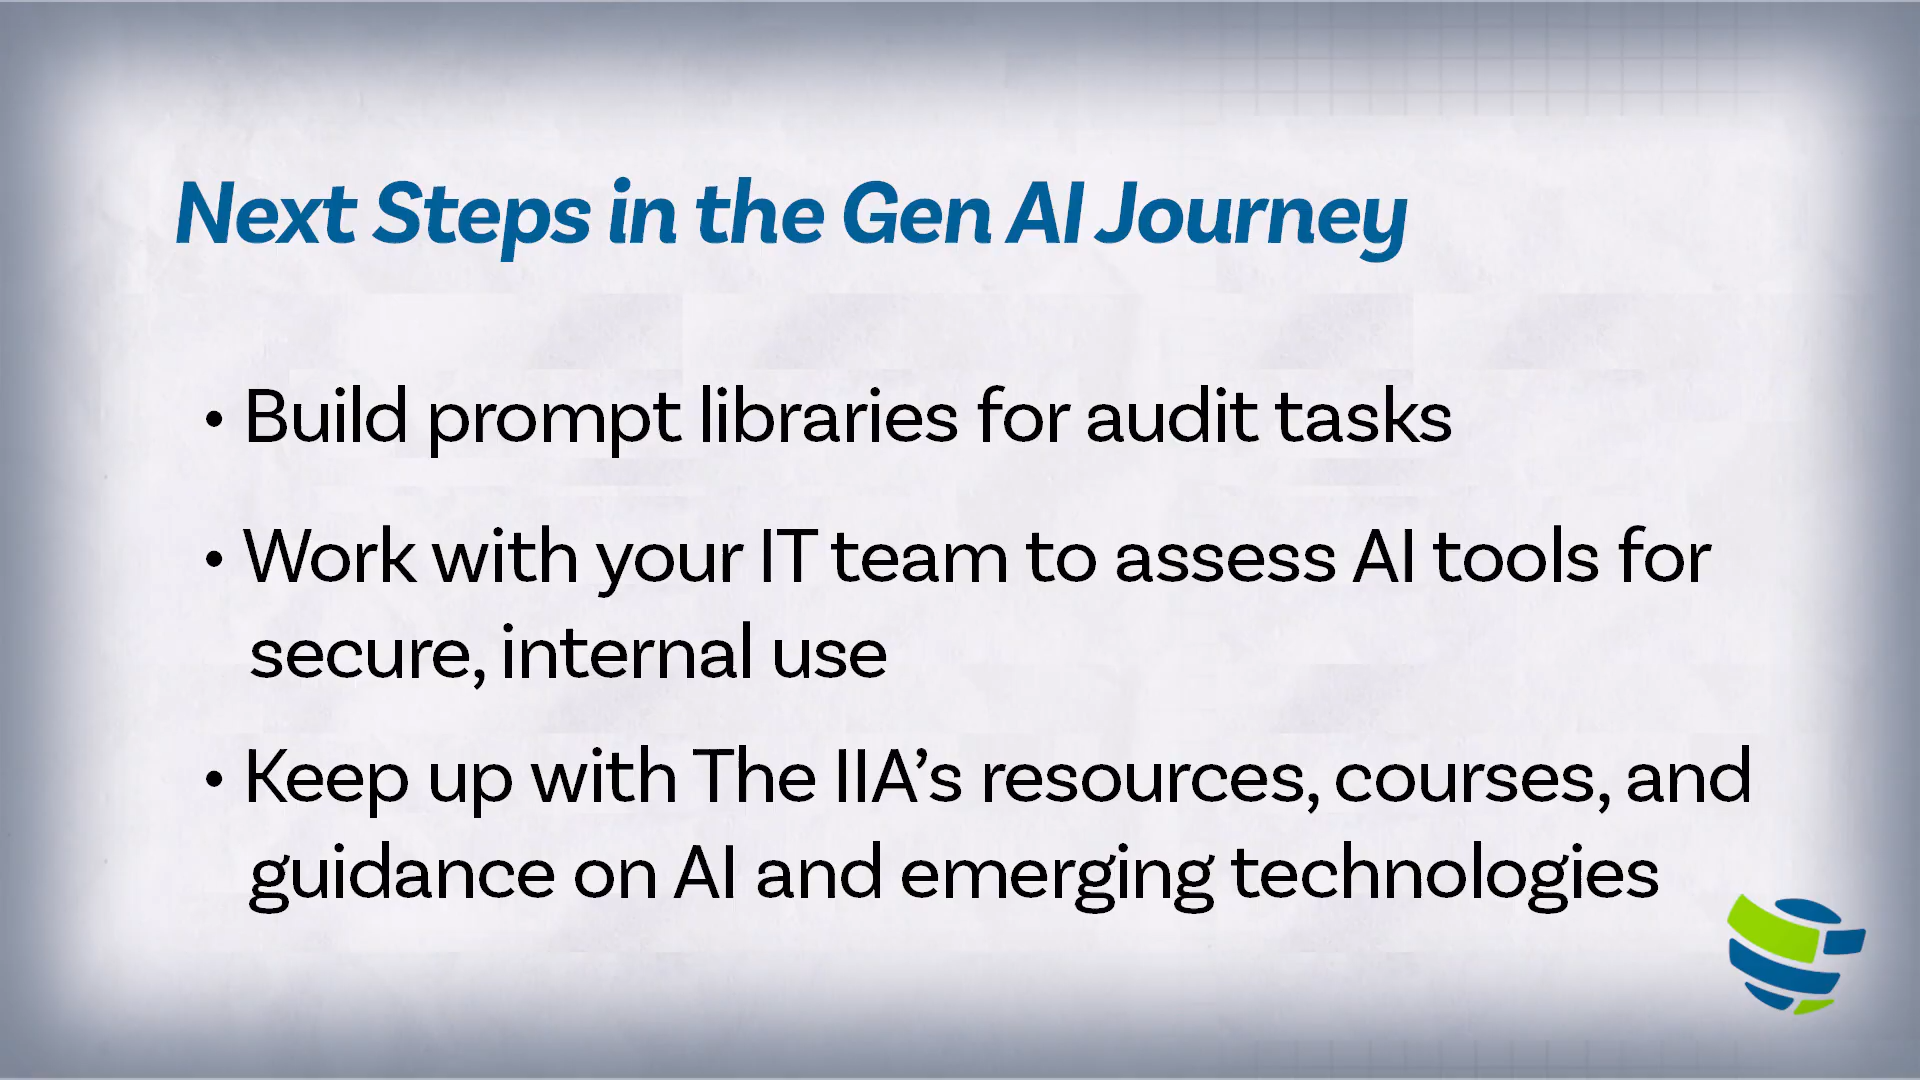 Next Steps in the Gen AI Journey
• Build prompt libraries for audit tasks
• Work with your IT team to assess AI tools for
secure, internal use
• Keep up with The IIA’s resources, courses, and
guidance on AI and emerging technologies